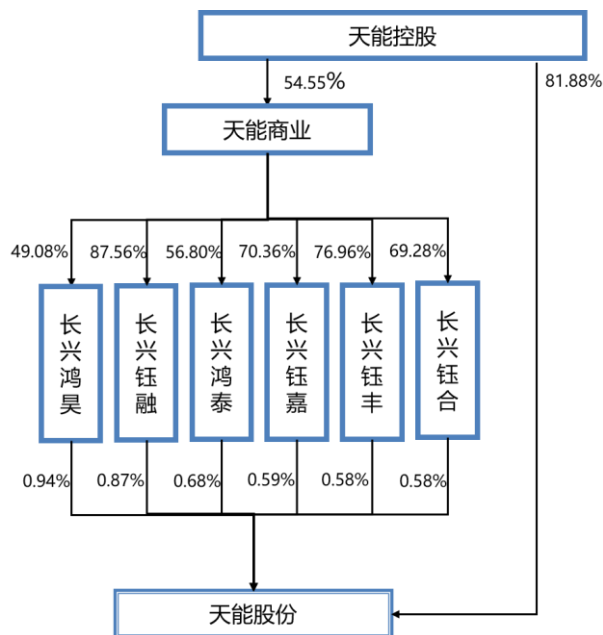 天能控股
54.55%
81.88%
天能商业
49.08%
87.56%
56.80%
70.36%
76.96%
69.28%
长兴鸿昊
长兴钰融
长兴鸿泰
长兴钰嘉
长兴钰丰
长兴钰合
0.94%
0.87%
0.68%
0.59%
0.58%
0.58%
天能股份